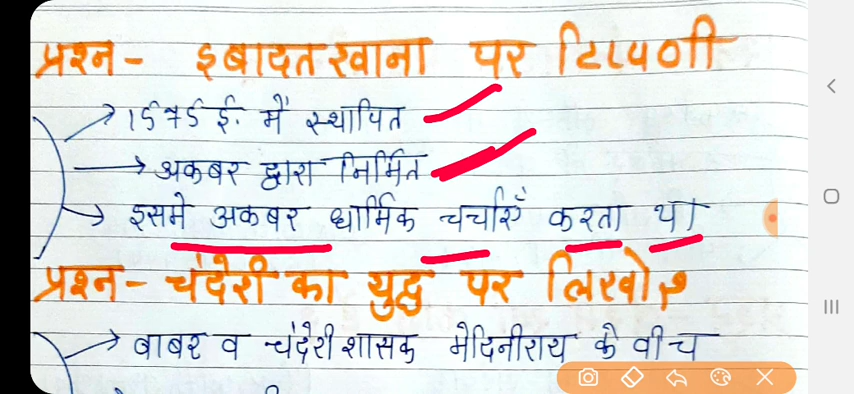 प्रश्न- इबादतखाना पर टिप्पणी
→ 1575 ई. में स्थापित
→ अकबर द्वारा निर्मित
→ इसमे अकबर धार्मिक चर्चाएँ करता था
प्रश्न- चंदेरी का युद्ध पर लिखो?
→ बाबर व चंदेरी शासक मेदिनीराय के बीच